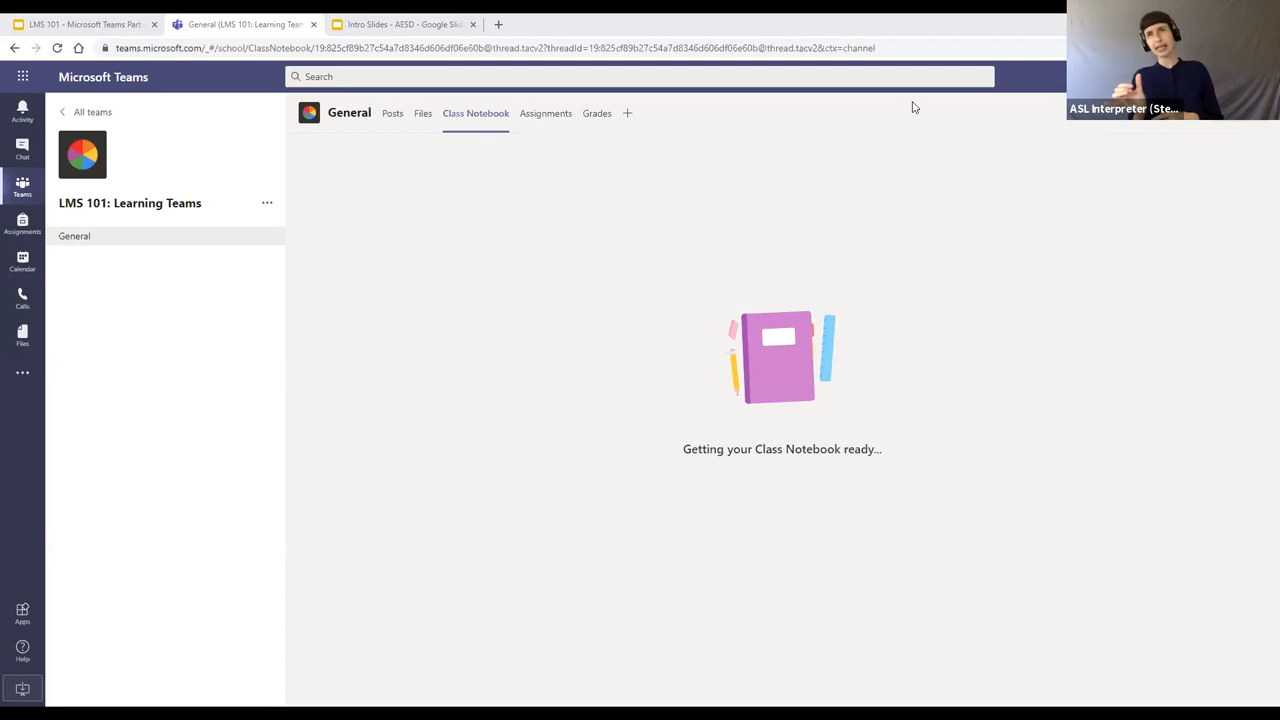 LMS 101 - Microsoft Teams Part
General (LMS 101: Learning Team
Intro Slides - AESD - Google Slid
teams.microsoft.com/_#/school/ClassNotebook/19:825cf89b27c54a7d8346d606df06e60b@thread.tacv2?threadId=19:825cf89b27c54a7d8346d606df06e60b@thread.tacv2&ctx=channel
Microsoft Teams
Search
ASL Interpreter (Ste...
Activity
Chat
Teams
Assignments
Calendar
Calls
Files
Apps
Help
All teams
LMS 101: Learning Teams
General
General
Posts
Files
Class Notebook
Assignments
Grades
Getting your Class Notebook ready...